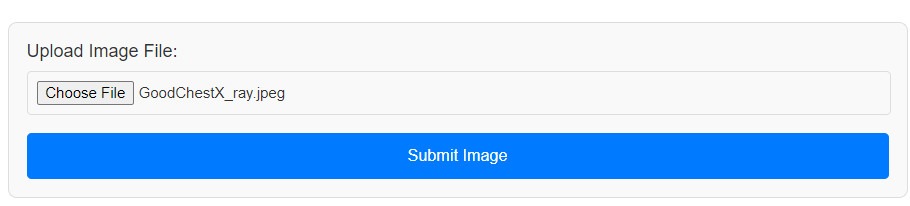 Upload Image File:
Choose File GoodChestX_ray.jpeg
Submit Image